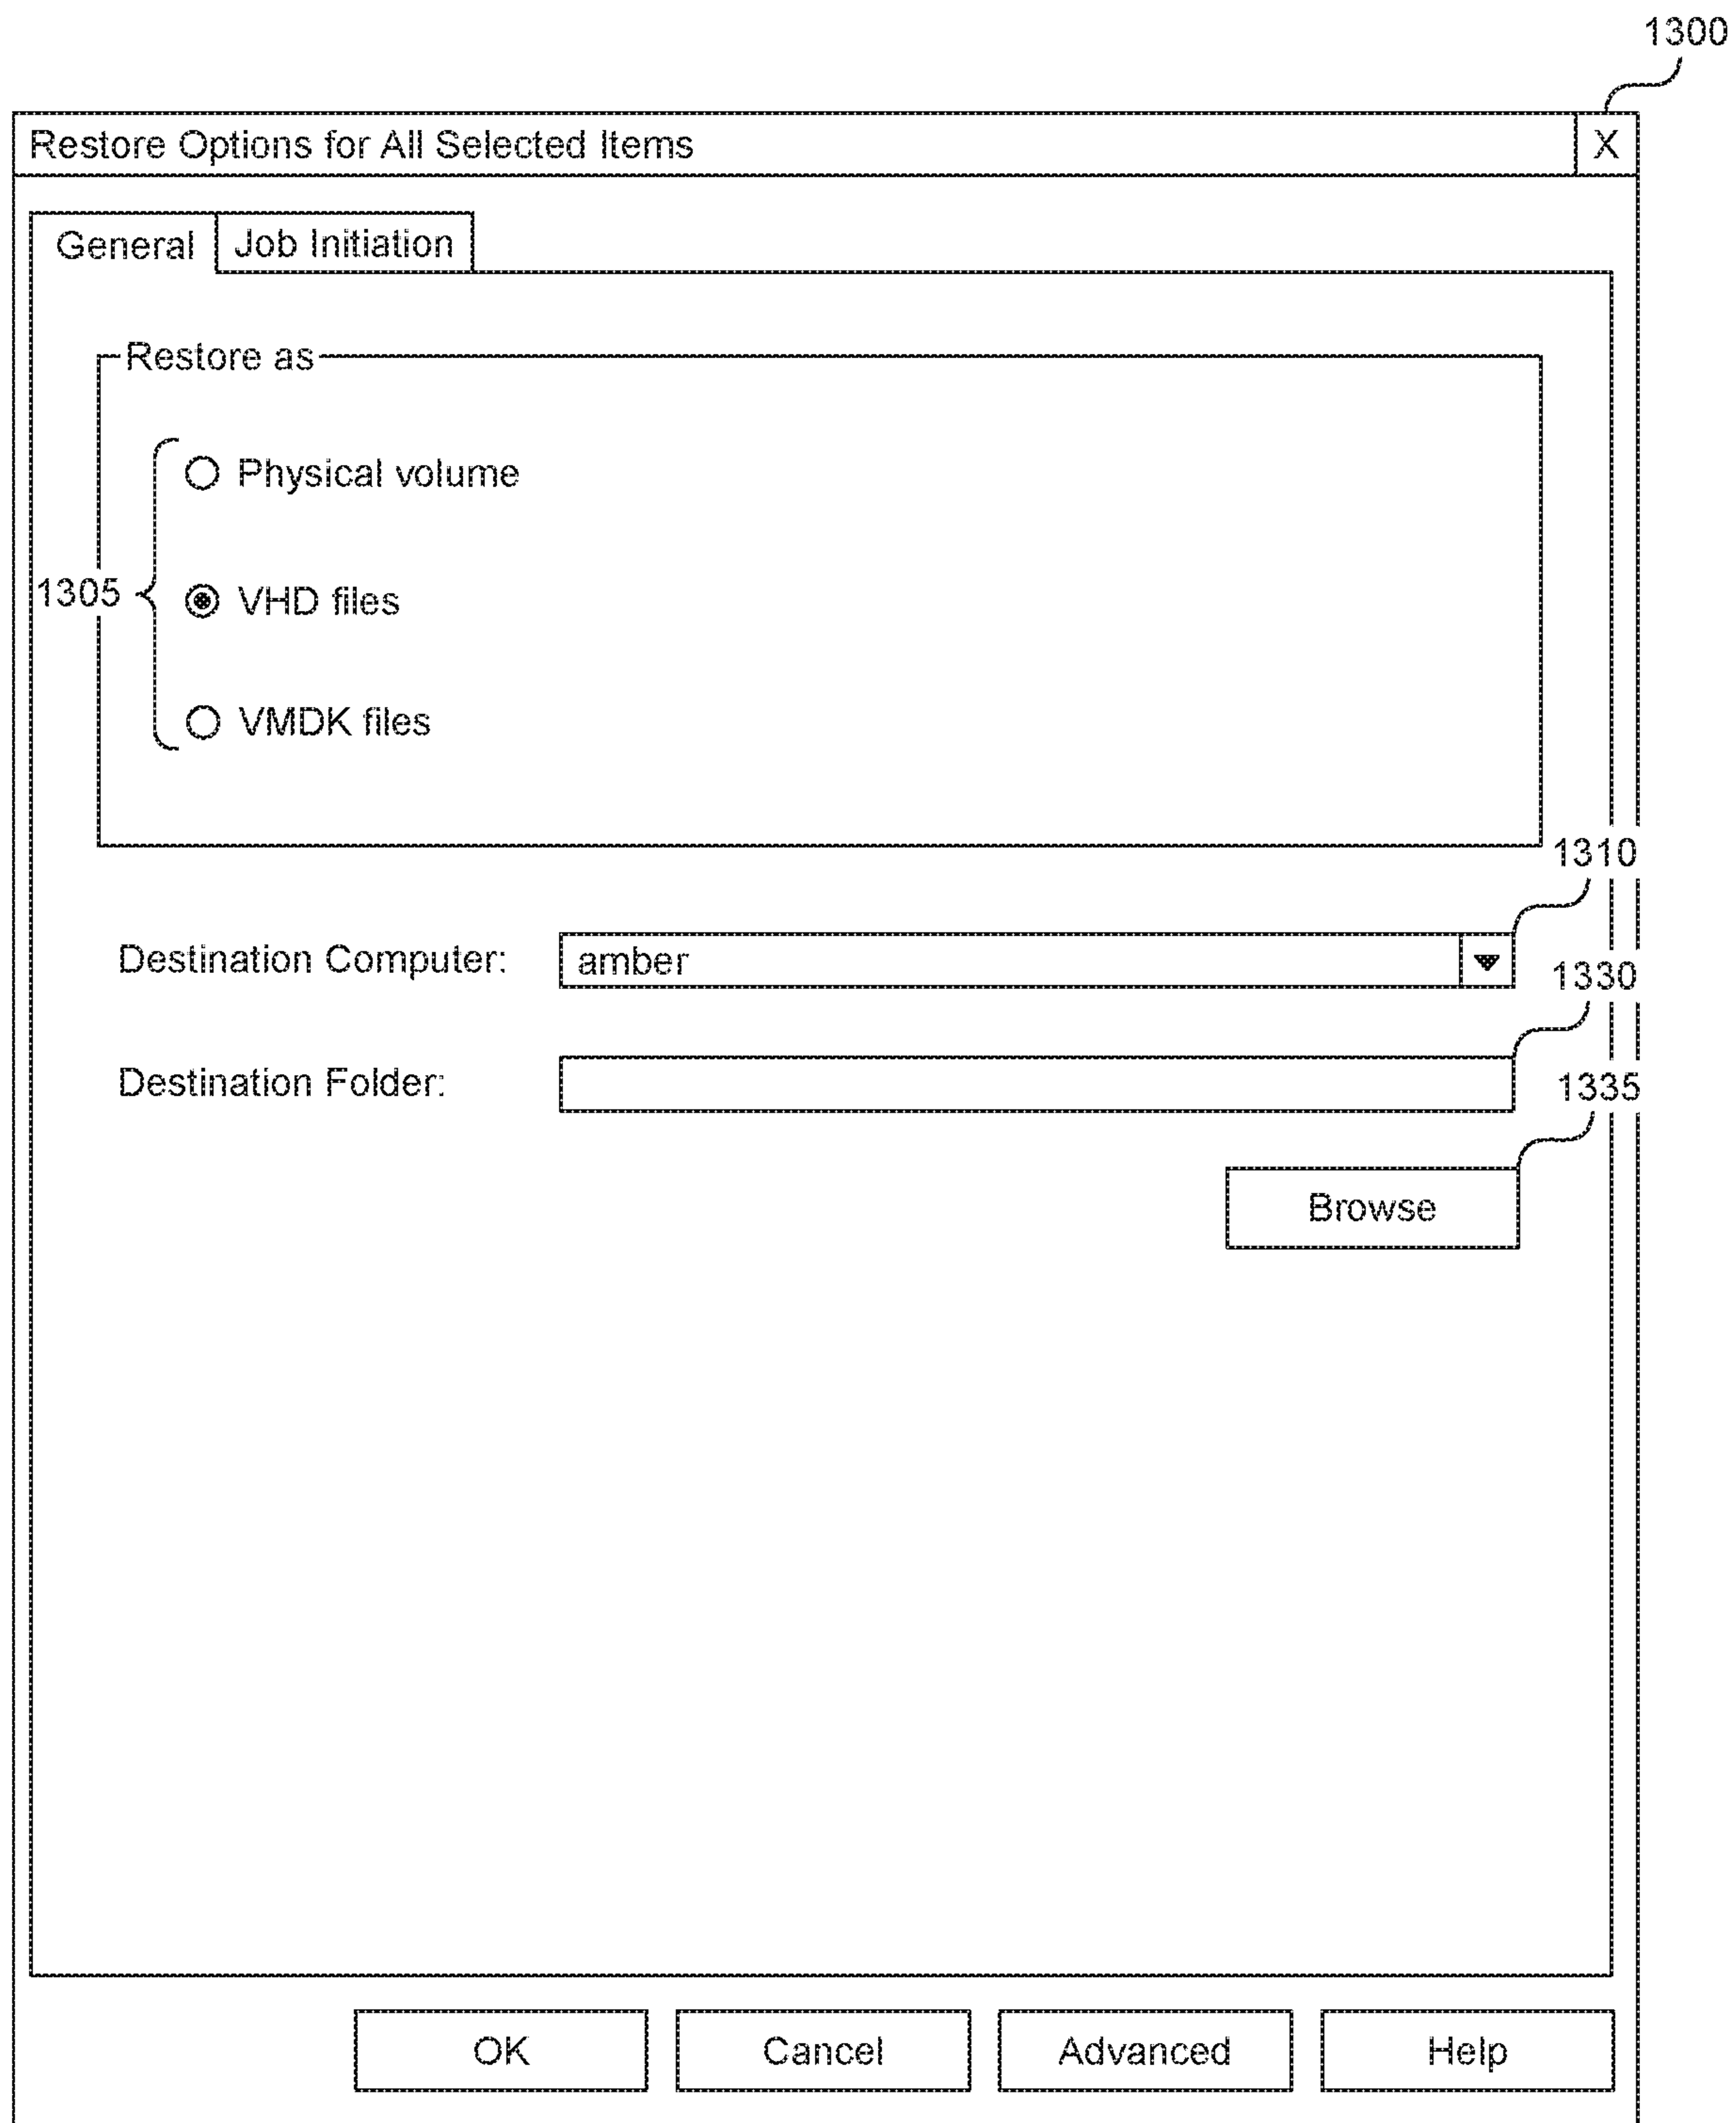 1300
Restore Options for All Selected Items X
General Job Initiation
Restore as
Physical volume
1305 VHD files
VMDK files
1310
Destination Computer: amber
1330
Destination Folder:
1335
Browse
OK Cancel Advanced Help